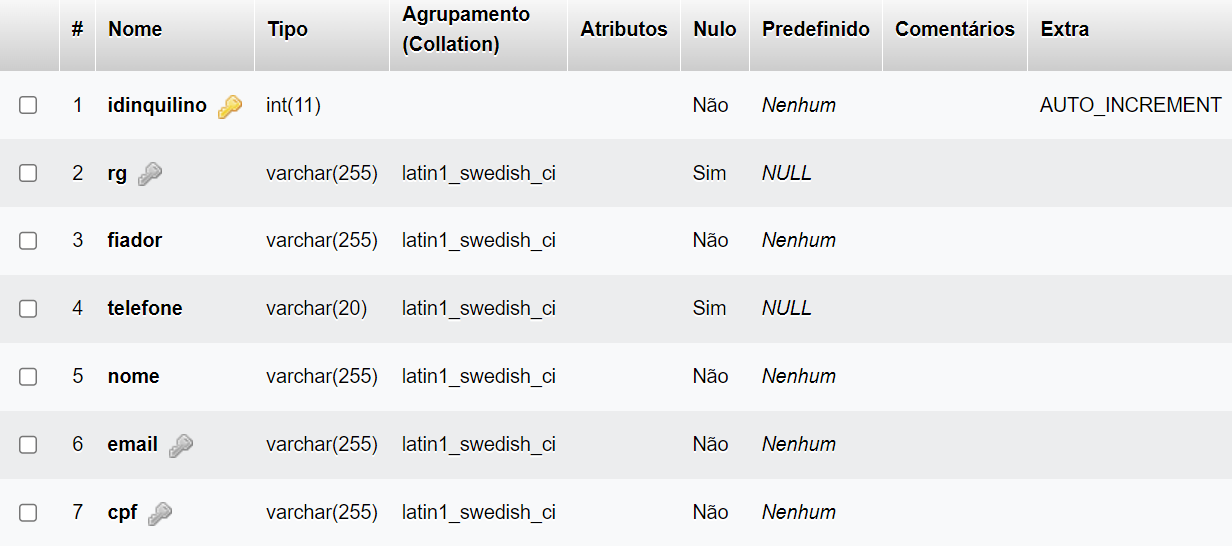 # Nome Tipo Agrupamento (Collation) Atributos Nulo Predefinido Comentários Extra
1 idinquilino int(11) Não Nenhum AUTO_INCREMENT
2 rg varchar(255) latin1_swedish_ci Sim NULL
3 fiador varchar(255) latin1_swedish_ci Não Nenhum
4 telefone varchar(20) latin1_swedish_ci Sim NULL
5 nome varchar(255) latin1_swedish_ci Não Nenhum
6 email varchar(255) latin1_swedish_ci Não Nenhum
7 cpf varchar(255) latin1_swedish_ci Não Nenhum